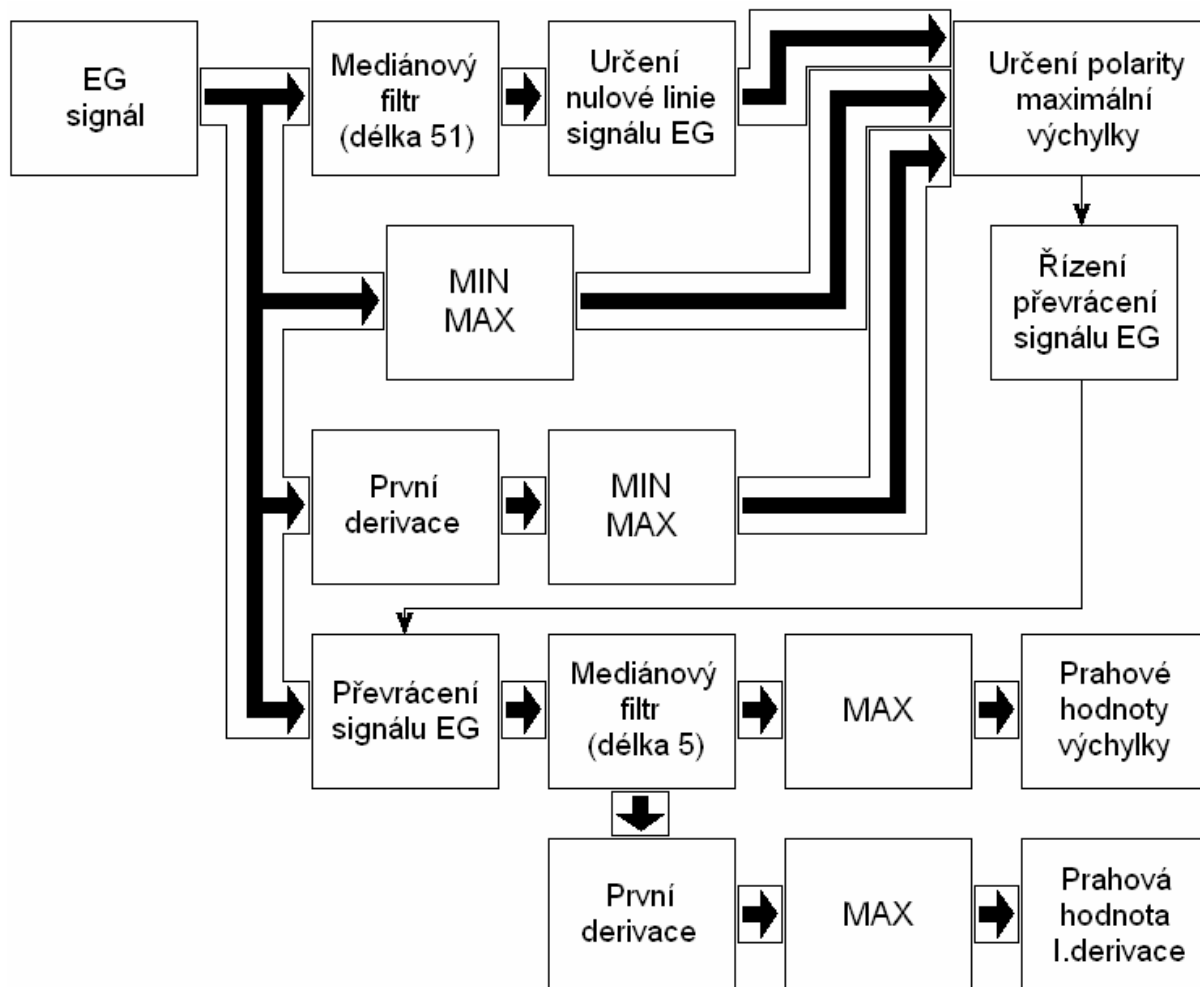 EG
signál
Mediánový
filtr
(délka 51)
Určení
nulové linie
signálu EG
Určení polarity
maximální
výchylky
MIN
MAX
Řízení
převrácení
signálu EG
První
derivace
MIN
MAX
Převrácení
signálu EG
Mediánový
filtr
(délka 5)
MAX
Prahové
hodnoty
výchylky
První
derivace
MAX
Prahová
hodnota
I.derivace